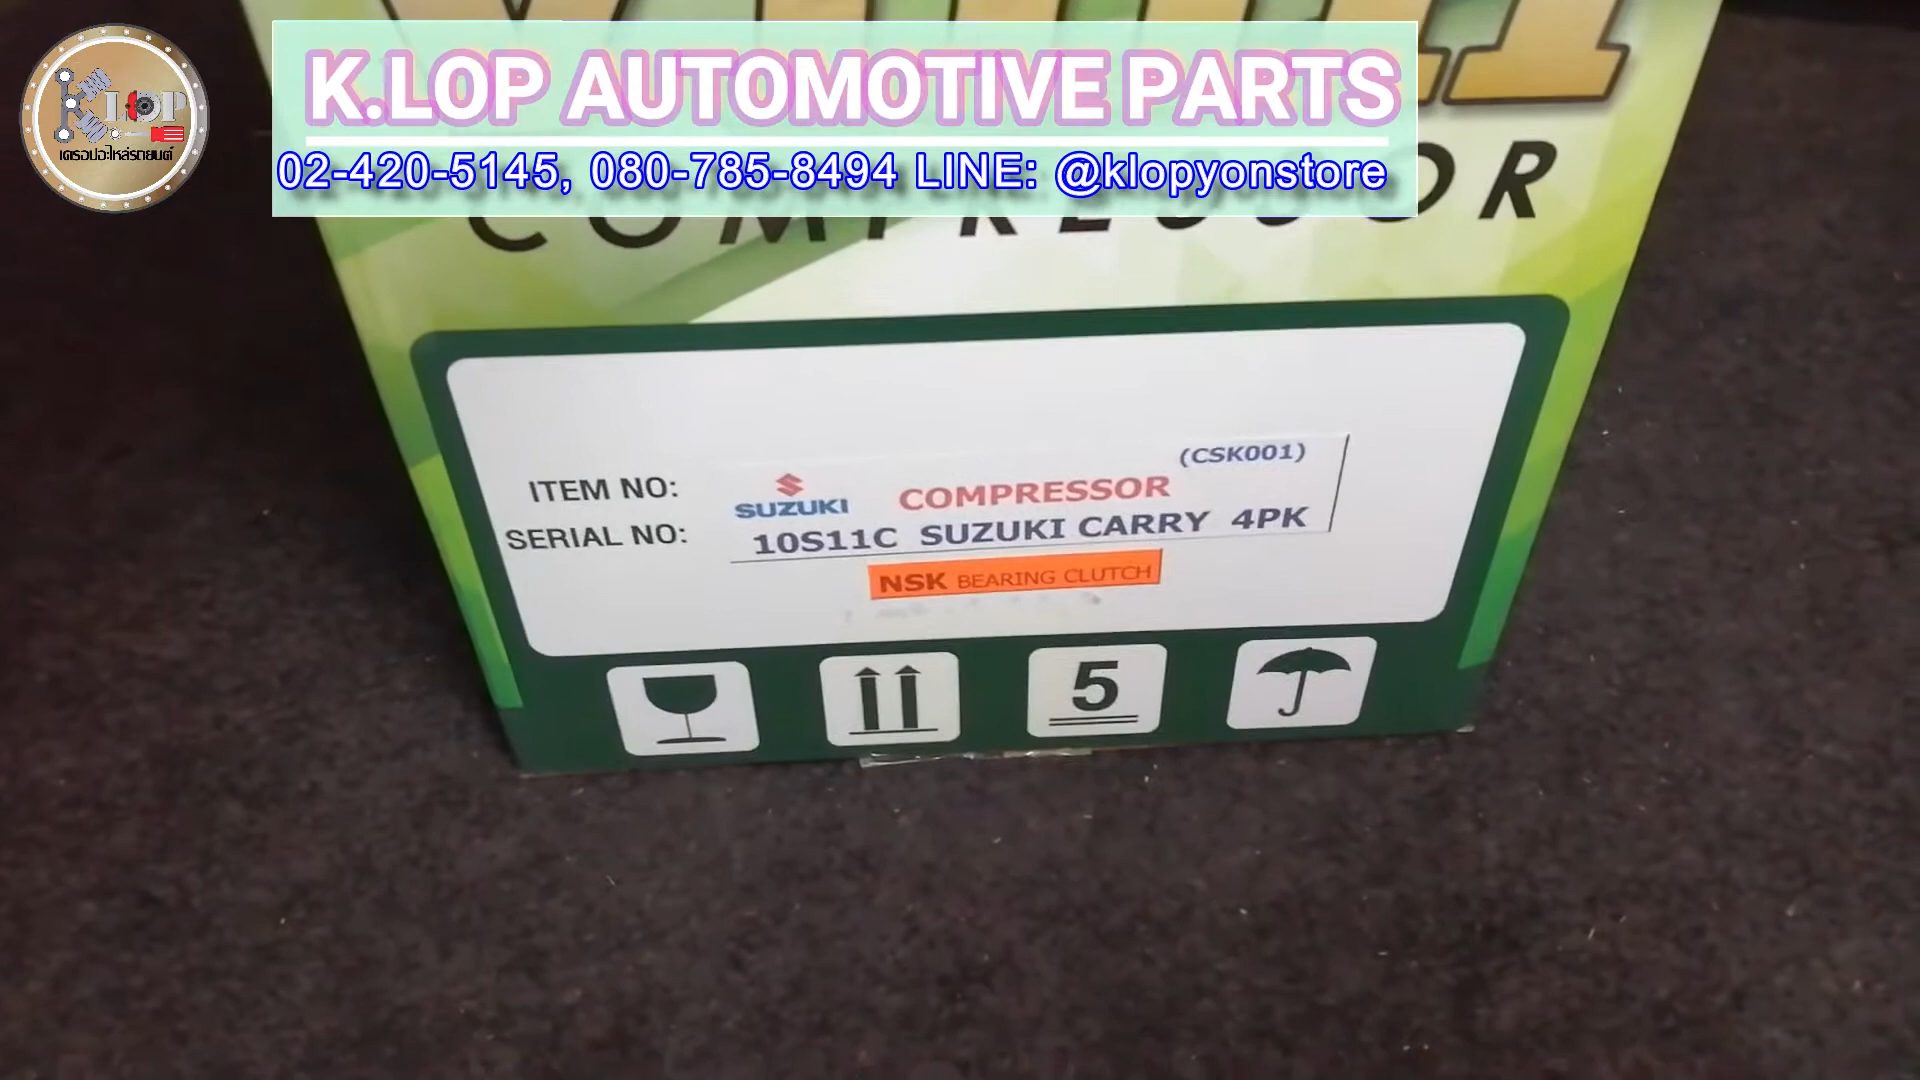 K.LOP AUTOMOTIVE PARTS
02-420-5145, 080-785-8494 LINE: @klopyonstore
KLOP
COMPRESSOR
(CSK001)
ITEM NO: SUZUKI COMPRESSOR
SERIAL NO: 10S11C SUZUKI CARRY 4PK
NSK BEARING CLUTCH
5